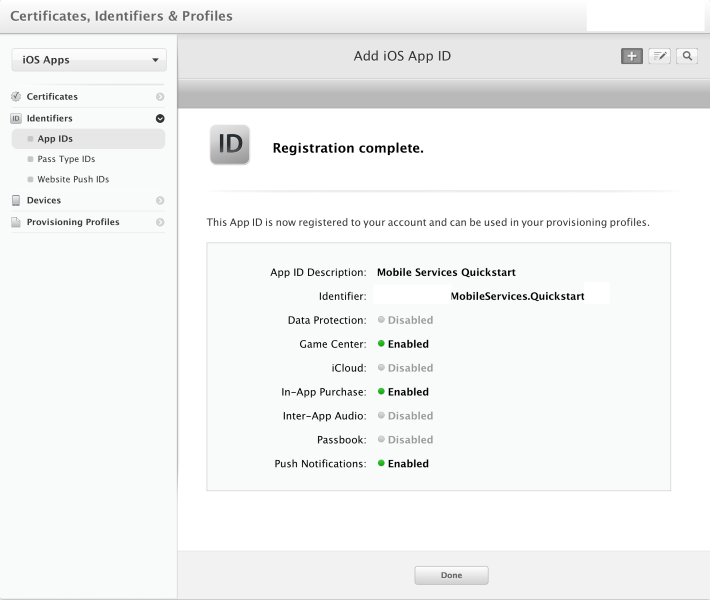 Certificates, Identifiers & Profiles
iOS Apps
Add iOS App ID
Certificates
ID Identifiers
App IDs
Pass Type IDs
Website Push IDs
Devices
Provisioning Profiles
ID
Registration complete.
This App ID is now registered to your account and can be used in your provisioning profiles.
App ID Description: Mobile Services Quickstart
Identifier: MobileServices.Quickstart
Data Protection: Disabled
Game Center: Enabled
iCloud: Disabled
In-App Purchase: Enabled
Inter-App Audio: Disabled
Passbook: Disabled
Push Notifications: Enabled
Done